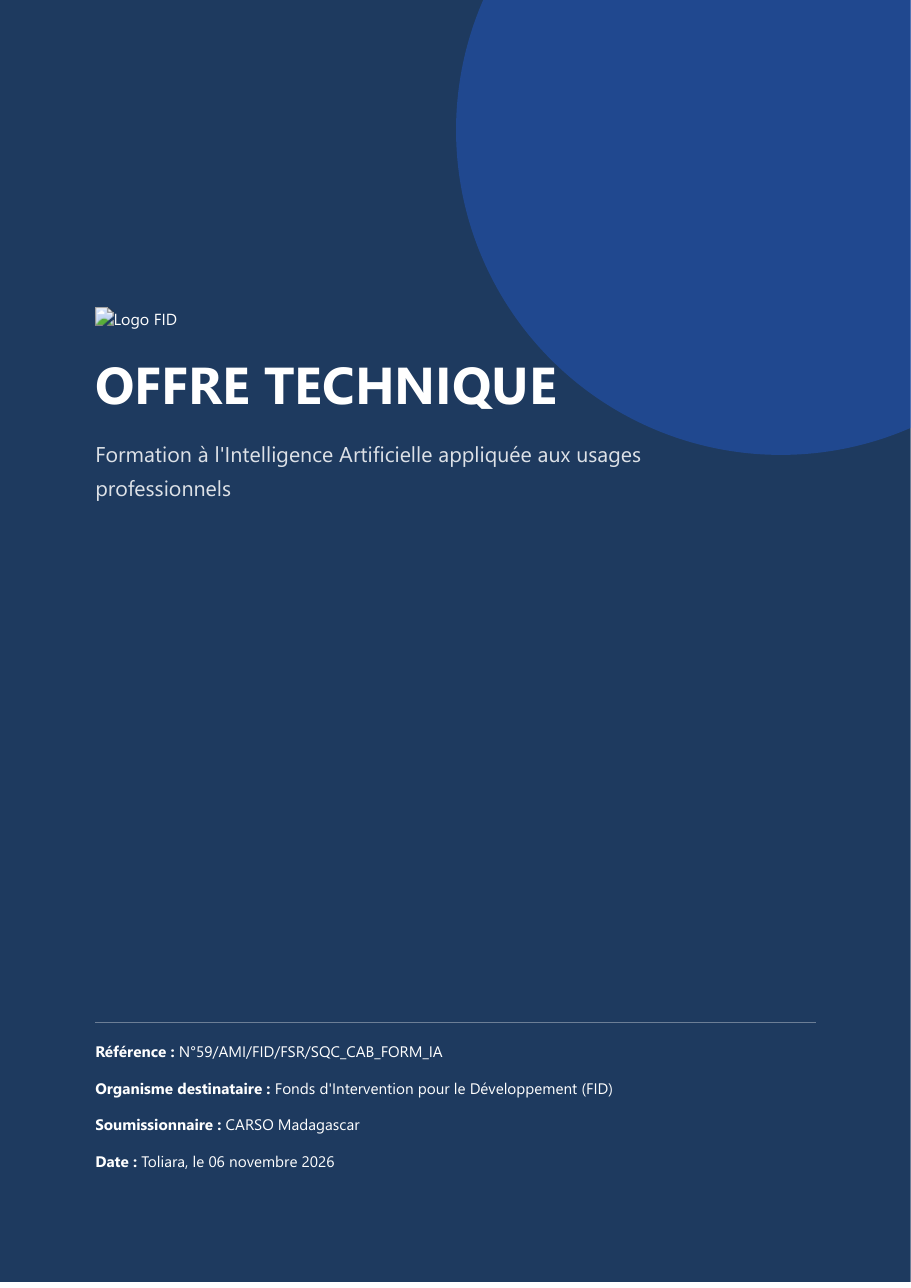 Logo FID
OFFRE TECHNIQUE
Formation à l'Intelligence Artificielle appliquée aux usages
professionnels
Référence : N°59/AMI/FID/FSR/SQC_CAB_FORM_IA
Organisme destinataire : Fonds d'Intervention pour le Développement (FID)
Soumissionnaire : CARSO Madagascar
Date : Toliara, le 06 novembre 2026